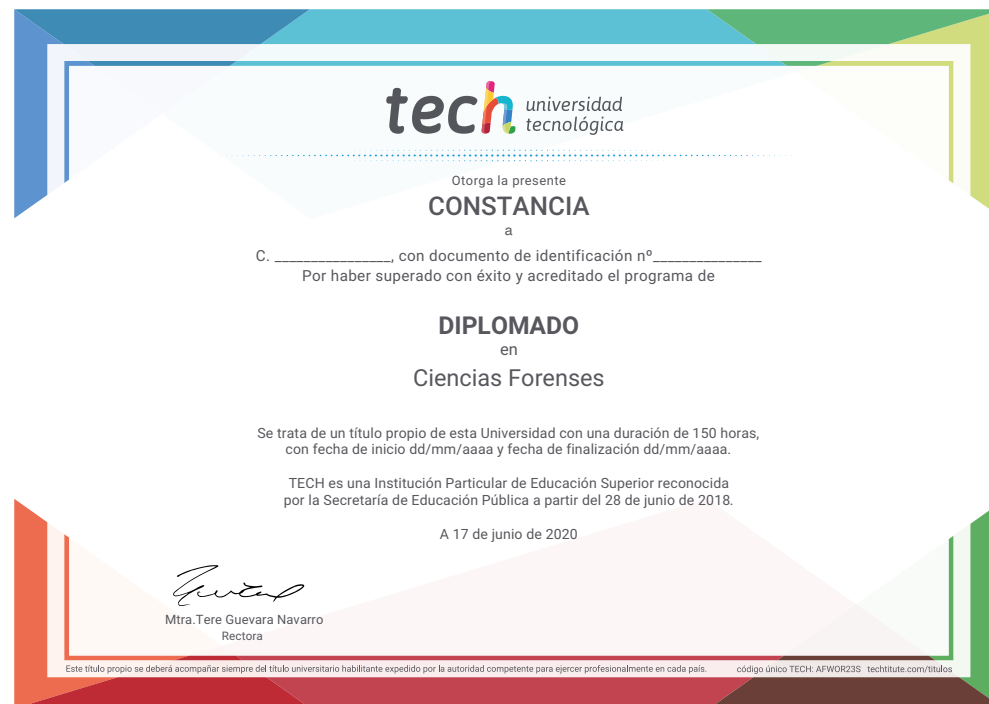 tech universidad
tecnológica
Otorga la presente
CONSTANCIA
a
C. ________________, con documento de identificación nº_______________
Por haber superado con éxito y acreditado el programa de
DIPLOMADO
en
Ciencias Forenses
Se trata de un título propio de esta Universidad con una duración de 150 horas,
con fecha de inicio dd/mm/aaaa y fecha de finalización dd/mm/aaaa.
TECH es una Institución Particular de Educación Superior reconocida
por la Secretaría de Educación Pública a partir del 28 de junio de 2018.
A 17 de junio de 2020
Mtra.Tere Guevara Navarro
Rectora
Este título propio se deberá acompañar siempre del título universitario habilitante expedido por la autoridad competente para ejercer profesionalmente en cada país. código único TECH: AFWOR23S techtitute.com/titulos